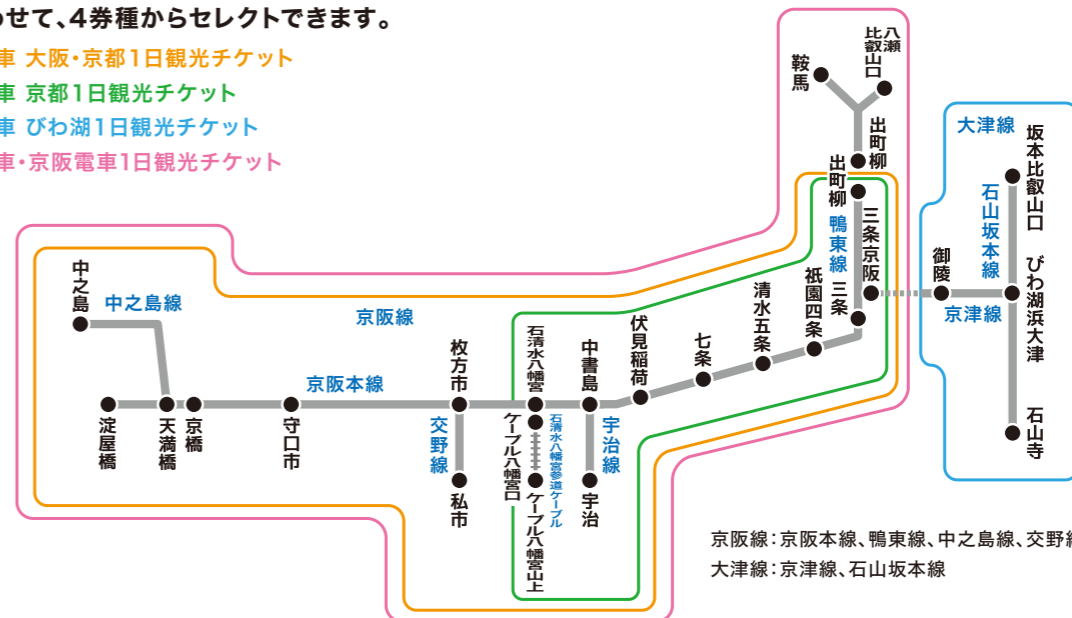 わせて、4券種からセレクトできます。
車 大阪・京都1日観光チケット
車 京都1日観光チケット
車 びわ湖1日観光チケット
車・京阪電車1日観光チケット
鞍馬
八瀬比叡山口
出町柳
出町柳
鴨東線
三条京阪
三条
祇園四条
清水五条
七条
伏見稲荷
大津線
坂本比叡山口
石山坂本線
御陵
京津線
びわ湖浜大津
石山寺
中之島
中之島線
京阪線
京阪本線
淀屋橋
天満橋
京橋
守口市
枚方市
交野線
私市
石清水八幡宮
ケーブル八幡宮口
石清水八幡宮参道ケーブル
ケーブル八幡宮山上
中書島
宇治線
宇治
京阪線:京阪本線、鴨東線、中之島線、交野
大津線:京津線、石山坂本線